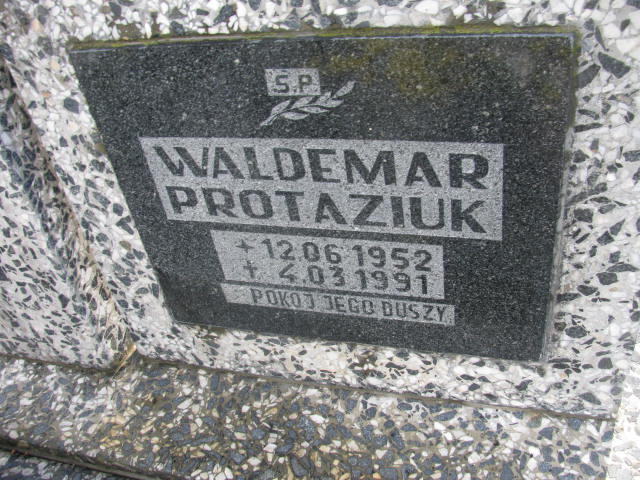 S.P.
WALDEMAR
PROTAZIUK
12.06 1952
4.03 1991
POKÓJ JEGO DUSZY